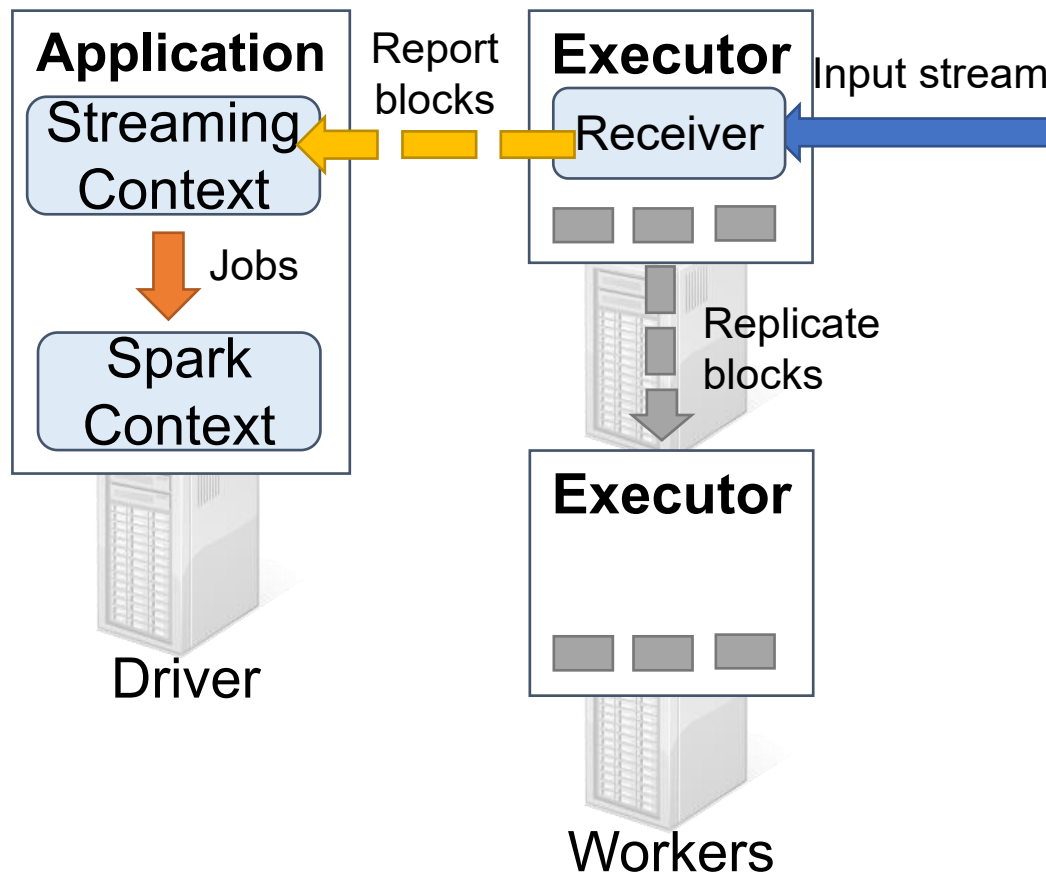 Application
Streaming
Context
Jobs
Spark
Context
Driver
Report
blocks
Executor
Receiver
Input stream
Replicate
blocks
Executor
Workers